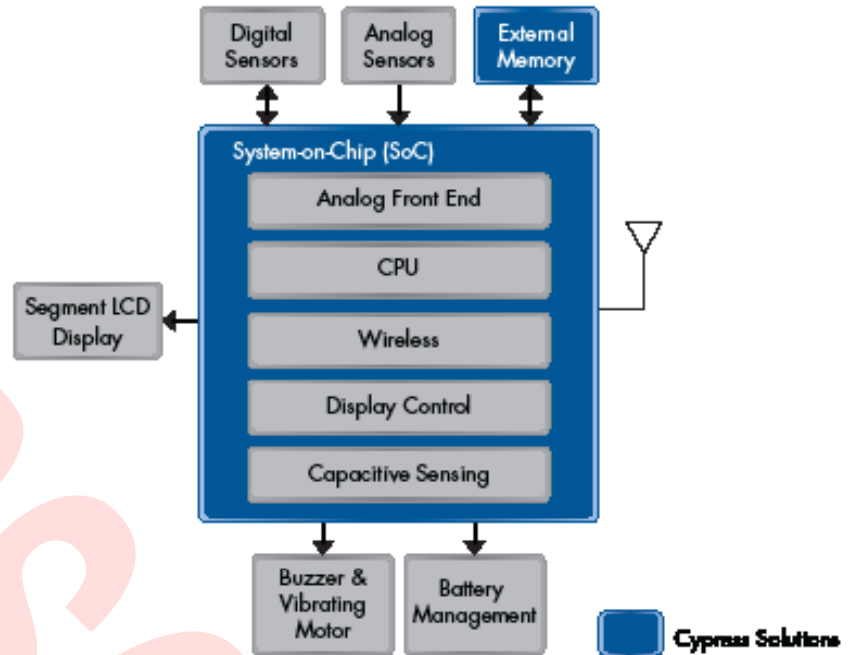 Digital
Sensors
Analog
Sensors
External
Memory
System-on-Chip (SoC)
Analog Front End
CPU
Segment LCD
Display
Wireless
Display Control
Capacitive Sensing
Buzzer &
Vibrating
Motor
Battery
Management
Cypress Solutions